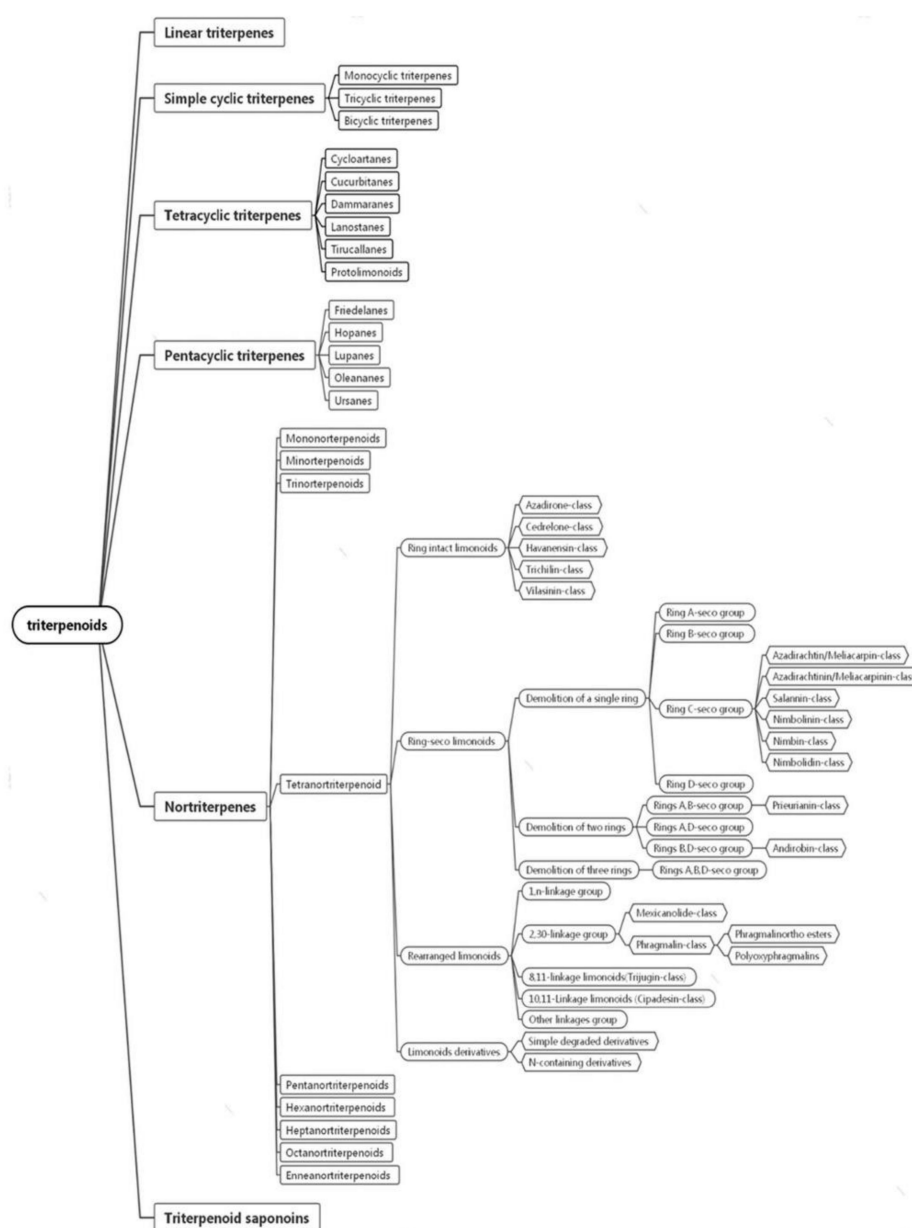 Linear triterpenes
Simple cyclic triterpenes
Monocyclic triterpenes
Tricyclic triterpenes
Bicyclic triterpenes
Tetracyclic triterpenes
Cycloartanes
Cucurbitanes
Dammaranes
Lanostanes
Tirucallanes
Protolimonoids
Pentacyclic triterpenes
Friedelanes
Hopanes
Lupanes
Oleananes
Ursanes
triterpenoids
Nortriterpenes
Mononorterpenoids
Minorterpenoids
Trinorterpenoids
Tetranortriterpenoid
Ring intact limonoids
Azadirone-class
Cedrelone-class
Havanensin-class
Trichilin-class
Vilasinin-class
Ring-seco limonoids
Demolition of a single ring
Ring A-seco group
Ring B-seco group
Ring C-seco group
Azadirachtin/Meliacarpin-class
Azadirachtinin/Meliacarpinin-class
Salannin-class
Nimbolinin-class
Nimbin-class
Nimbolidin-class
Ring D-seco group
Demolition of two rings
Rings A,B-seco group
Prieurianin-class
Rings A,D-seco group
Rings B,D-seco group
Andirobin-class
Demolition of three rings
Rings A,B,D-seco group
Rearranged limonoids
1,n-linkage group
2,30-linkage group
Mexicanolide-class
Phragmalin-class
Phragmalinortho esters
Polyoxyphragmalins
8,11-linkage limonoids(Trijugin-class)
10,11-Linkage limonoids (Cipadesin-class)
Other linkages group
Limonoids derivatives
Simple degraded derivatives
N-containing derivatives
Pentanortriterpenoids
Hexanortriterpenoids
Heptanortriterpenoids
Octanortriterpenoids
Enneanortriterpenoids
Triterpenoid saponoins